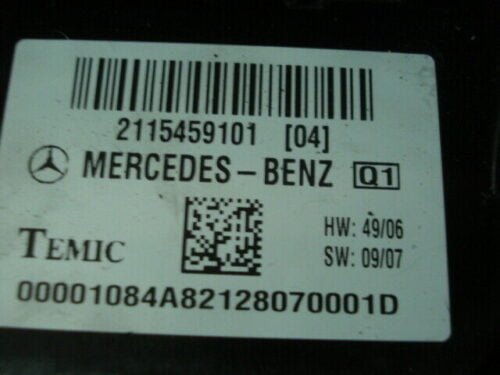 2115459101 [04]
MERCEDES-BENZ Q1
HW: 49/06
TEMIC
SW: 09/07
00001084A82128070001D